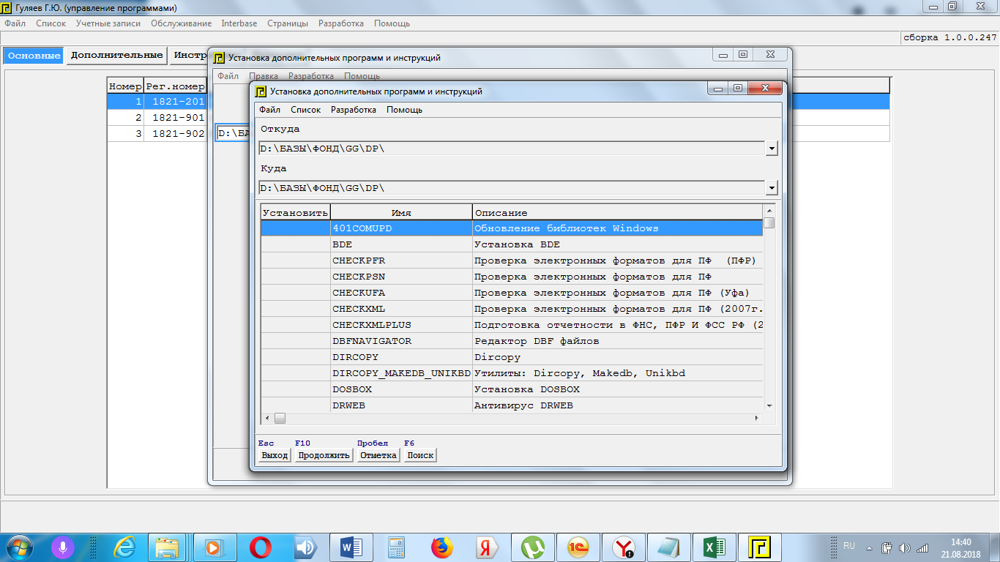 Гуляев Г.Ю. (управление программами)
Файл Список Учетные записи Обслуживание Interbase Страницы Разработка Помощь
сборка 1.0.0.247
Основные Дополнительные Инстр
Номер Рег.номер
1 1821-201
2 1821-901
3 1821-902
Установка дополнительных программ и инструкций
Файл Правка Разработка Помощь
D:\БА
Установка дополнительных программ и инструкций
Файл Список Разработка Помощь
Откуда
D:\БАЗЫ\ФОНД\GG\DP\
Куда
D:\БАЗЫ\ФОНД\GG\DP\
Установить Имя Описание
401COMUPD Обновление библиотек Windows
BDE Установка BDE
CHECKPFR Проверка электронных форматов для ПФ (ПФР)
CHECKPSN Проверка электронных форматов для ПФ
CHECKUFA Проверка электронных форматов для ПФ (Уфа)
CHECKXML Проверка электронных форматов для ПФ (2007г.
CHECKXMLPLUS Подготовка отчетности в ФНС, ПФР И ФСС РФ (2
DBFNAVIGATOR Редактор DBF файлов
DIRCOPY Dircopy
DIRCOPY_MAKEDB_UNIKBD Утилиты: Dircopy, Makedb, Unikbd
DOSBOX Установка DOSBOX
DRWEB Антивирус DRWEB
Esc F10 Пробел F6
Выход Продолжить Отметка Поиск
RU
14:40
21.08.2018